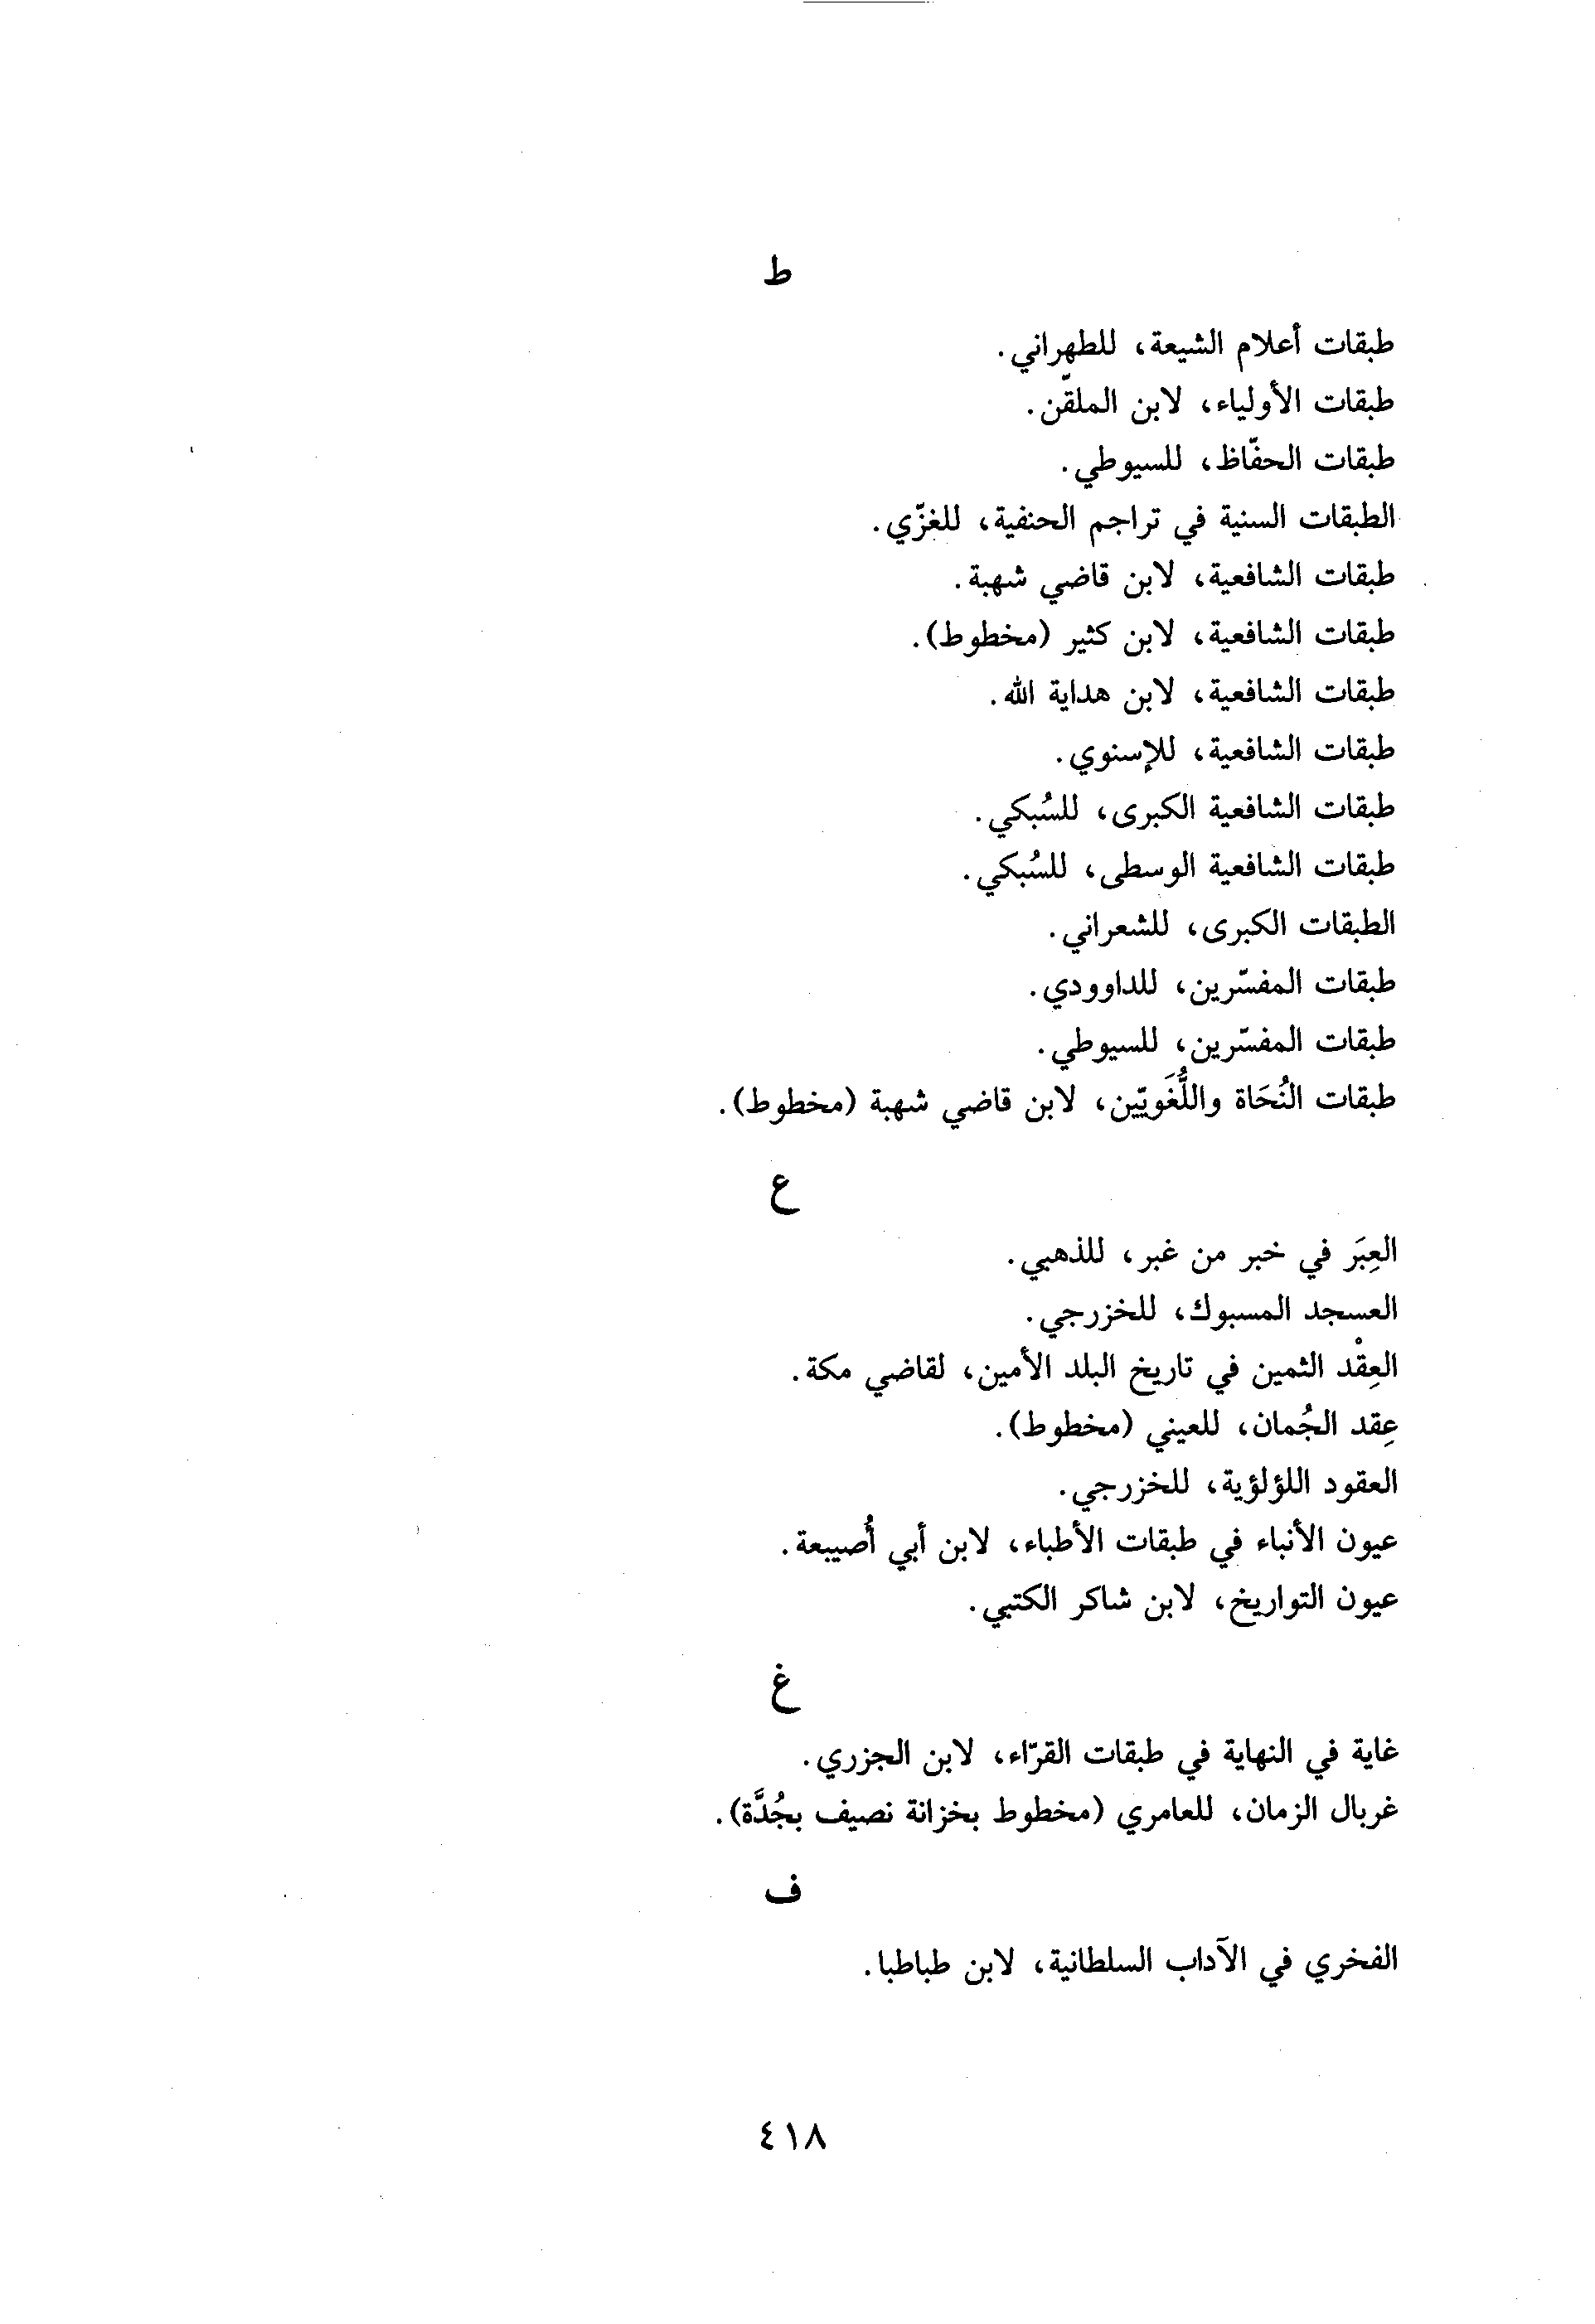 ط
طبقات أعلام الشيعة، للطهراني.
طبقات الأولياء، لابن الملقّن.
طبقات الحفّاظ، للسيوطي.
الطبقات السنية في تراجم الحنفية، للغزّي.
طبقات الشافعية، لابن قاضي شهبة.
طبقات الشافعية، لابن كثير (مخطوط).
طبقات الشافعية، لابن هداية الله.
طبقات الشافعية، للإسنوي.
طبقات الشافعية الكبرى، للسُبكي.
طبقات الشافعية الوسطى، للسُبكي.
الطبقات الكبرى، للشعراني.
طبقات المفسّرين، للداوودي.
طبقات المفسّرين، للسيوطي.
طبقات النُحَاة واللُّغَويّين، لابن قاضي شهبة (مخطوط).
ع
العِبَر في خبر من غبر، للذهبي.
العسجد المسبوك، للخزرجي.
العِقْد الثمين في تاريخ البلد الأمين، لقاضي مكة.
عِقد الجُمان، للعيني (مخطوط).
العقود اللؤلؤية، للخزرجي.
عيون الأنباء في طبقات الأطباء، لابن أبي أُصيبعة.
عيون التواريخ، لابن شاكر الكتبي.
غ
غاية في النهاية في طبقات القرّاء، لابن الجزري.
غربال الزمان، للعامري (مخطوط بخزانة نصيف بجُدَّة).
ف
الفخري في الآداب السلطانية، لابن طباطبا.
٤١٨